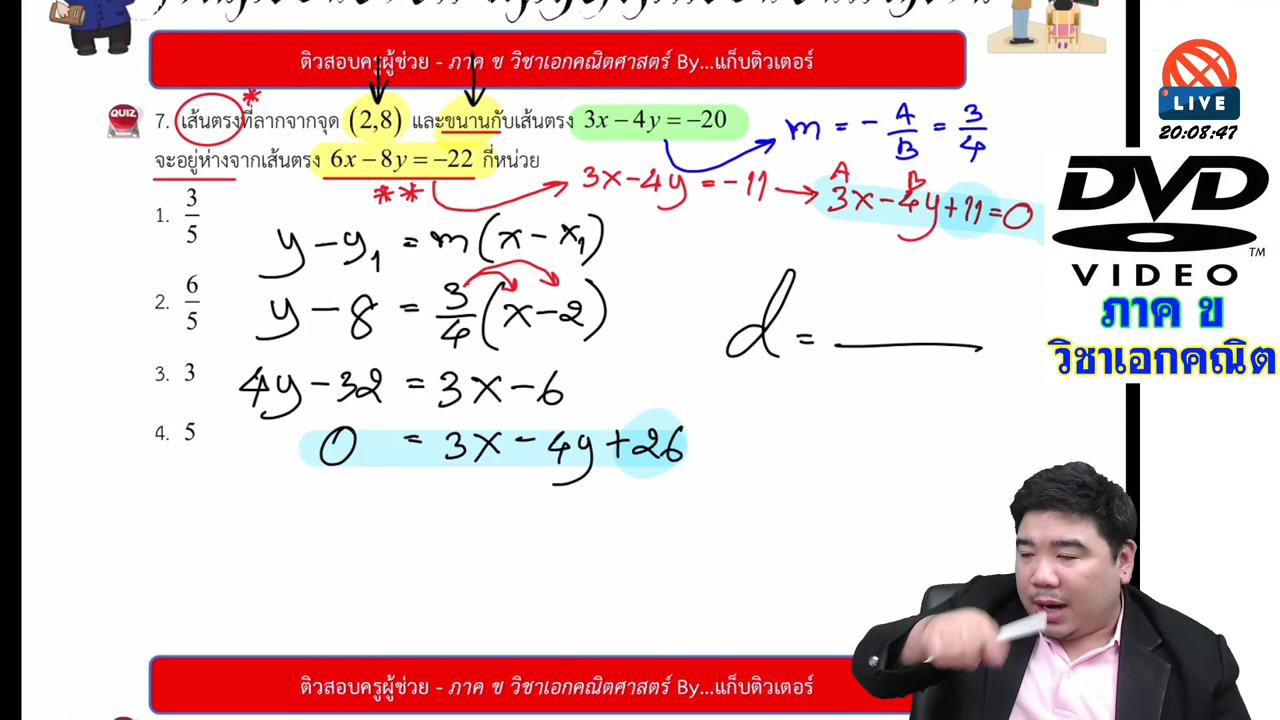 ติวสอบครูผู้ช่วย - ภาค ข วิชาเอกคณิตศาสตร์ By...แก็บติวเตอร์
QUIZ
7. เส้นตรงที่ลากจากจุด (2,8) และขนานกับเส้นตรง 3x − 4y = −20
จะอยู่ห่างจากเส้นตรง 6x − 8y = −22 กี่หน่วย
m = − A/B = 3/4
* *
3x − 4y = −11 → 3x − 4y + 11 = 0
A B
1. 3/5
2. 6/5
3. 3
4. 5
y − y₁ = m(x − x₁)
y − 8 = 3/4 (x − 2)
4y − 32 = 3x − 6
0 = 3x − 4y + 26
d =
LIVE
20:08:47
DVD
TM
VIDEO
ภาค ข
วิชาเอกคณิต
ติวสอบครูผู้ช่วย - ภาค ข วิชาเอกคณิตศาสตร์ By...แก็บติวเตอร์